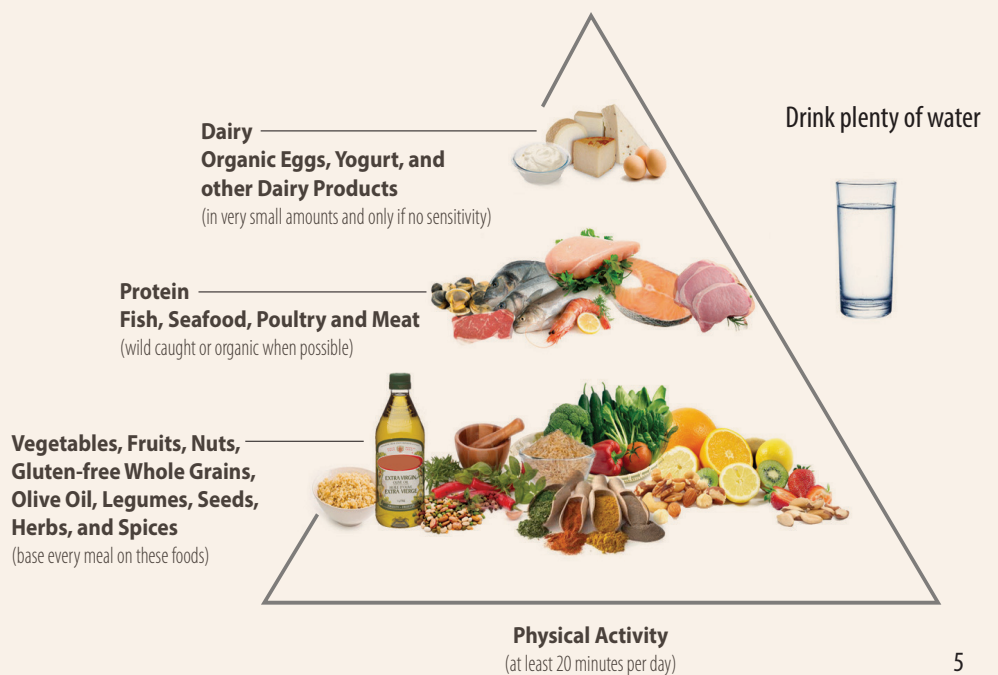 Drink plenty of water
Dairy
Organic Eggs, Yogurt, and
other Dairy Products
(in very small amounts and only if no sensitivity)
Protein
Fish, Seafood, Poultry and Meat
(wild caught or organic when possible)
Vegetables, Fruits, Nuts,
Gluten-free Whole Grains,
Olive Oil, Legumes, Seeds,
Herbs, and Spices
(base every meal on these foods)
EXTRA VIRGIN
EXTRA VIERGE
Physical Activity
(at least 20 minutes per day)
5